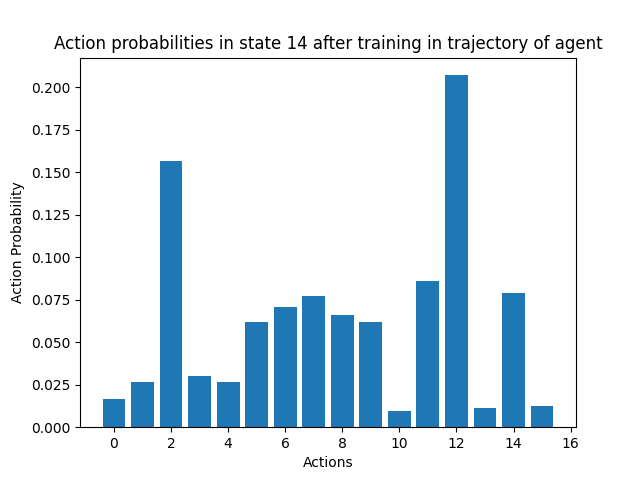 Action probabilities in state 14 after training in trajectory of agent
0.200
0.175
0.150
0.125
0.100
0.075
0.050
0.025
0.000
Action Probability
0 2 4 6 8 10 12 14 16
Actions